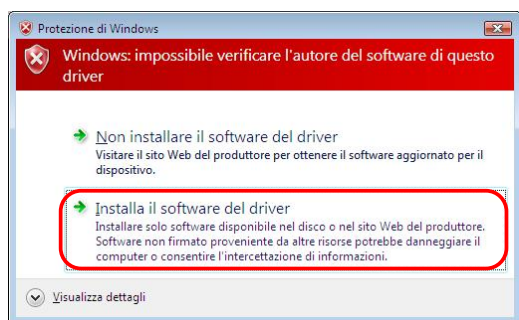 Protezione di Windows
Windows: impossibile verificare l'autore del software di questo
driver
Non installare il software del driver
Visitare il sito Web del produttore per ottenere il software aggiornato per il
dispositivo.
Installa il software del driver
Installare solo software disponibile nel disco o nel sito Web del produttore.
Software non firmato proveniente da altre risorse potrebbe danneggiare il
computer o consentire l'intercettazione di informazioni.
Visualizza dettagli